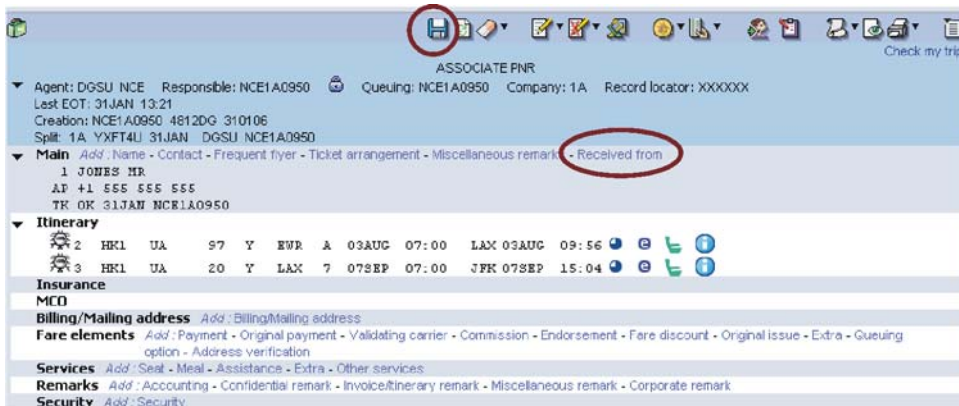 Check my trip
ASSOCIATE PNR
Agent: DGSU NCE Responsible: NCE1A0950 Queuing: NCE1A0950 Company: 1A Record locator: XXXXXX
Last EOT: 31JAN 13:21
Creation: NCE1A0950 4812DG 310106
Split: 1A YXFT4U 31JAN DGSU NCE1A0950
Main Add : Name - Contact - Frequent flyer - Ticket arrangement - Miscellaneous remark - Received from
1 JONES MR
AP +1 555 555 555
TK OK 31JAN NCE1A0950
Itinerary
2 HK1 UA 97 Y EWR A 03AUG 07:00 LAX 03AUG 09:56
3 HK1 UA 20 Y LAX 7 07SEP 07:00 JFK 07SEP 15:04
Insurance
MCO
Billing/Mailing address Add : Billing/Mailing address
Fare elements Add : Payment - Original payment - Validating carrier - Commission - Endorsement - Fare discount - Original issue - Extra - Queuing
option - Address verification
Services Add : Seat - Meal - Assistance - Extra - Other services
Remarks Add : Accounting - Confidential remark - Invoice/Itinerary remark - Miscellaneous remark - Corporate remark
Security Add : Security